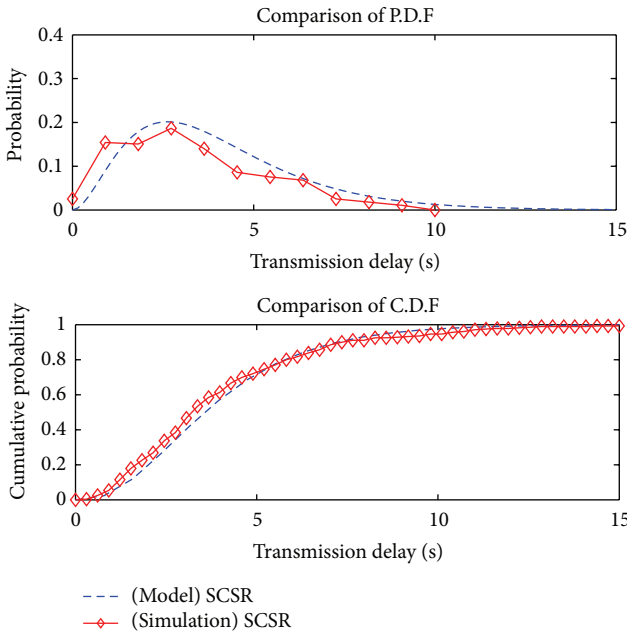 Comparison of P.D.F
0.4
0.3
0.2
0.1
0
Probability
0 5 10 15
Transmission delay (s)
Comparison of C.D.F
1
0.8
0.6
0.4
0.2
0
Cumulative probability
0 5 10 15
Transmission delay (s)
(Model) SCSR
(Simulation) SCSR